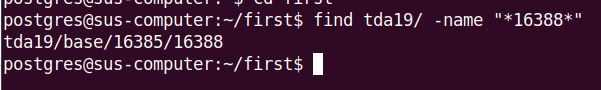 postgres@sus-computer:~$ cd first
postgres@sus-computer:~/first$ find tda19/ -name "*16388*"
tda19/base/16385/16388
postgres@sus-computer:~/first$